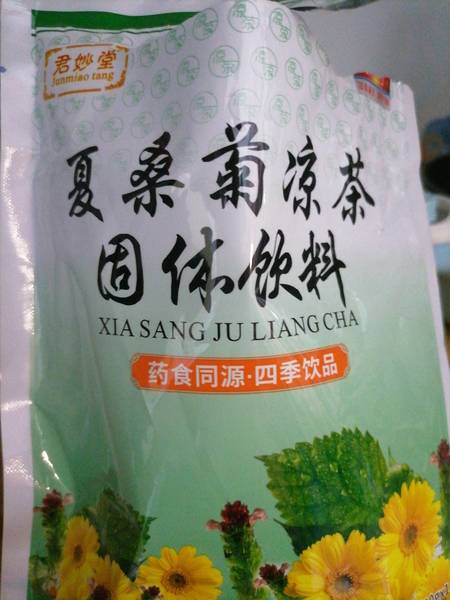 君妙堂
Junmiao tang
夏桑菊凉茶
固体饮料
XIA SANG JU LIANG CHA
药食同源·四季饮品